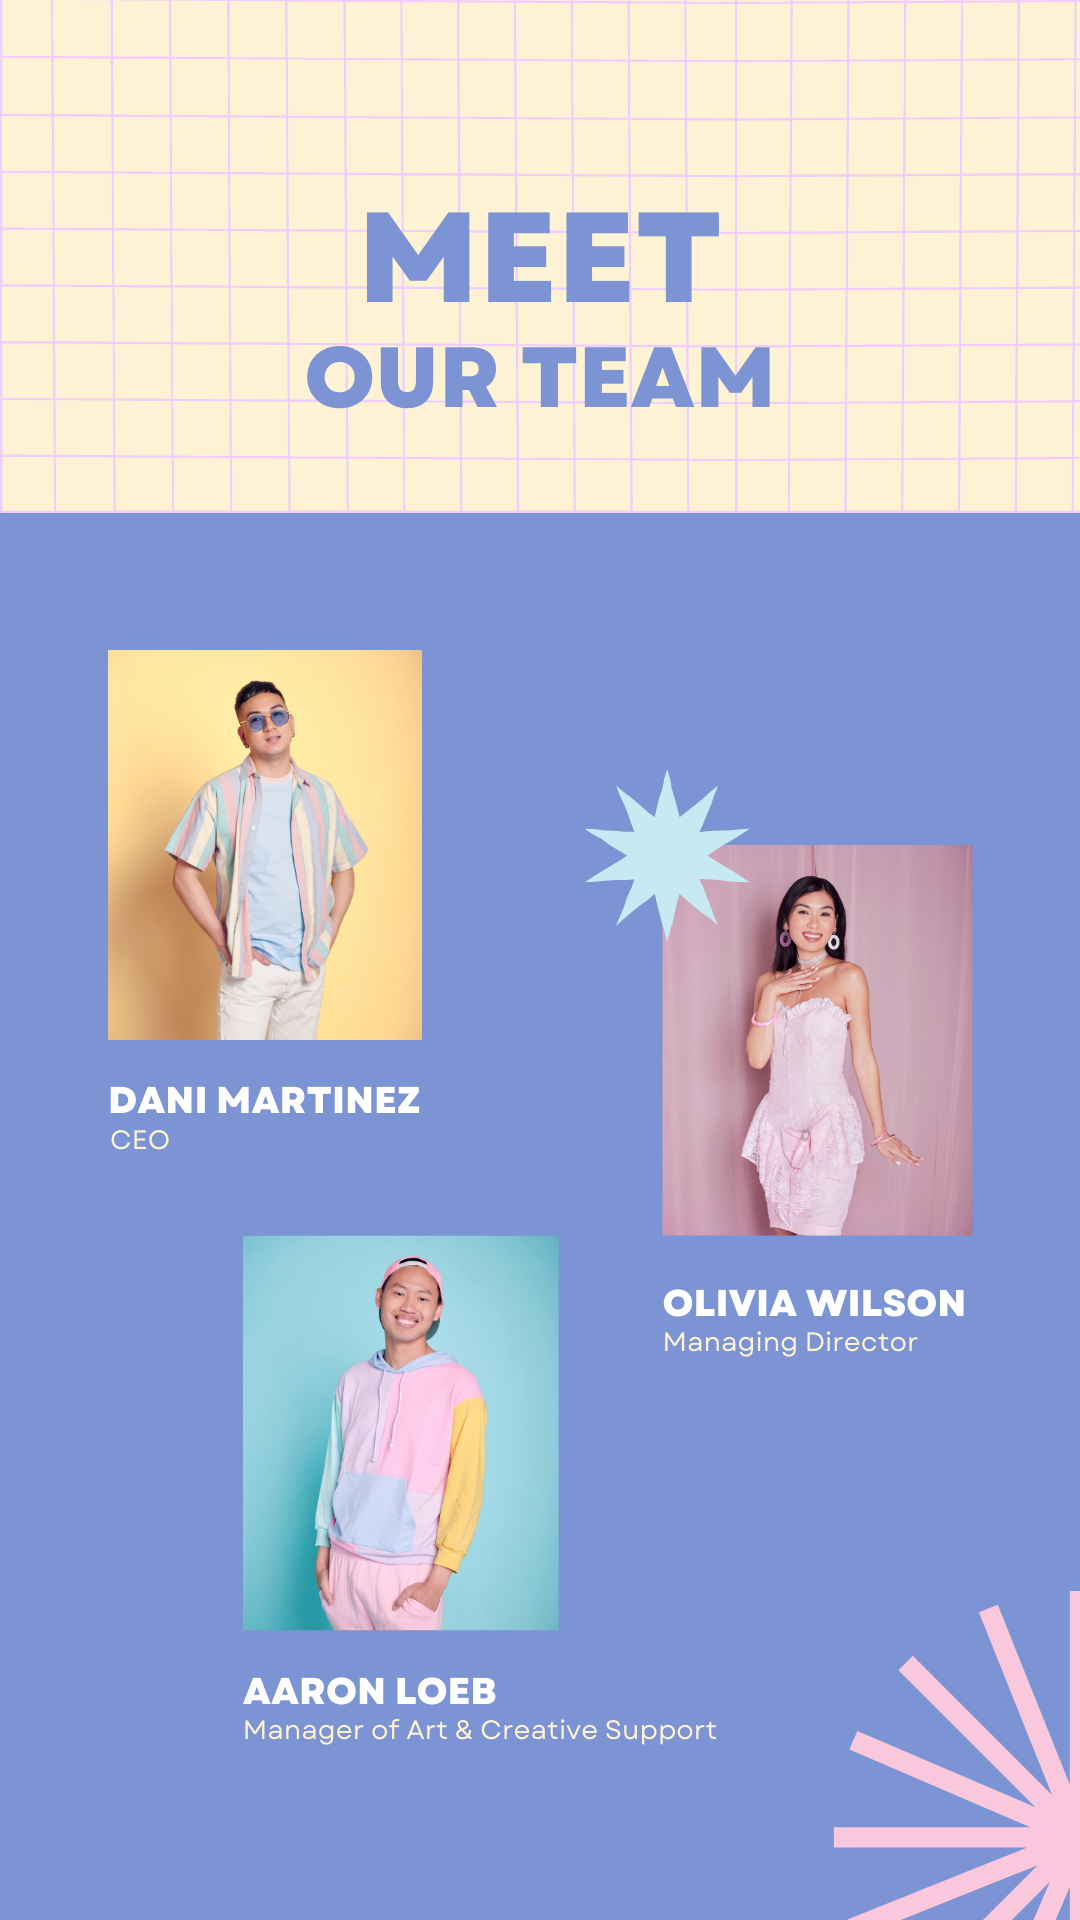 MEET
OUR TEAM
DANI MARTINEZ
CEO
OLIVIA WILSON
Managing Director
AARON LOEB
Manager of Art & Creative Support